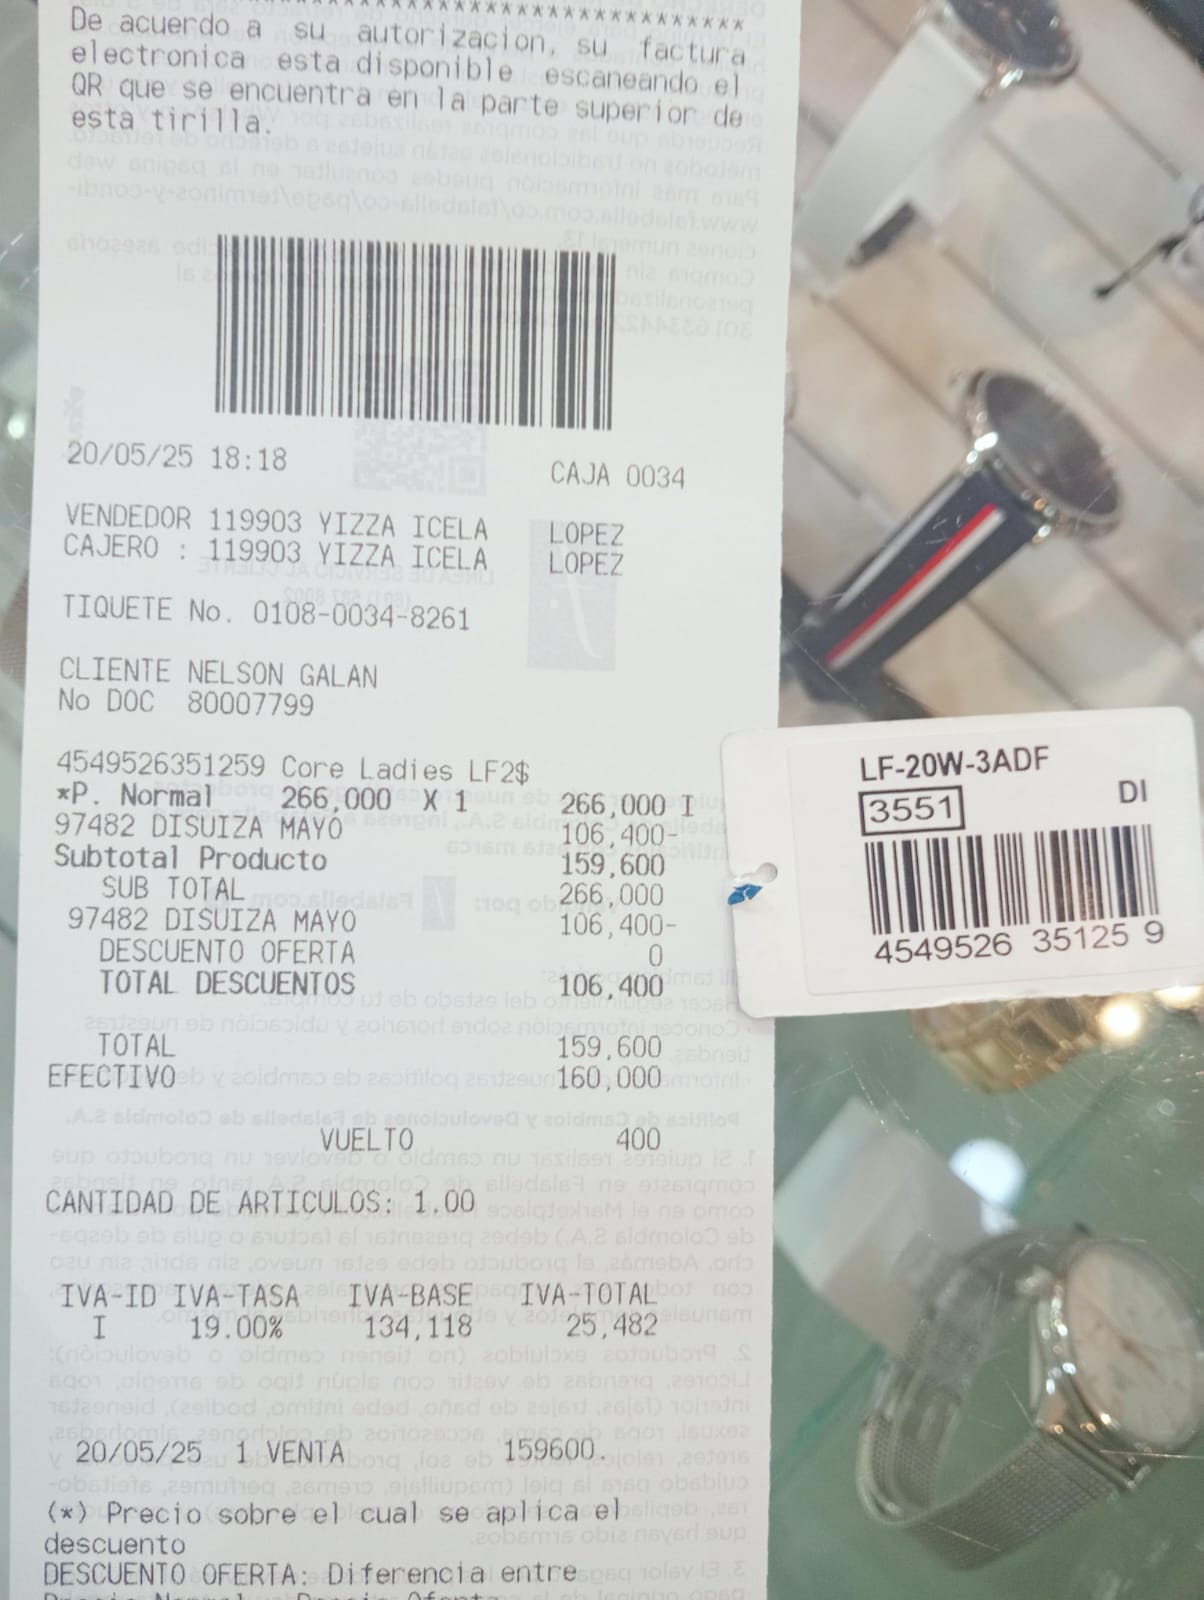 De acuerdo a su autorizacion, su factura
electronica esta disponible escaneando el
QR que se encuentra en la parte superior de
esta tirilla.
20/05/25 18:18 CAJA 0034
VENDEDOR 119903 YIZZA ICELA LOPEZ
CAJERO : 119903 YIZZA ICELA LOPEZ
TIQUETE No. 0108-0034-8261
CLIENTE NELSON GALAN
No DOC 80007799
4549526351259 Core Ladies LF2$
*P. Normal 266,000 X 1 266,000 I
97482 DISUIZA MAYO 106,400-
Subtotal Producto 159,600
SUB TOTAL 266,000
97482 DISUIZA MAYO 106,400-
DESCUENTO OFERTA 0
TOTAL DESCUENTOS 106,400
TOTAL 159,600
EFECTIVO 160,000
VUELTO 400
CANTIDAD DE ARTICULOS: 1.00
IVA-ID IVA-TASA IVA-BASE IVA-TOTAL
I 19.00% 134,118 25,482
20/05/25 1 VENTA 159600.
(*) Precio sobre el cual se aplica el
descuento
DESCUENTO OFERTA: Diferencia entre
LF-20W-3ADF
3551 DI
4549526 35125 9